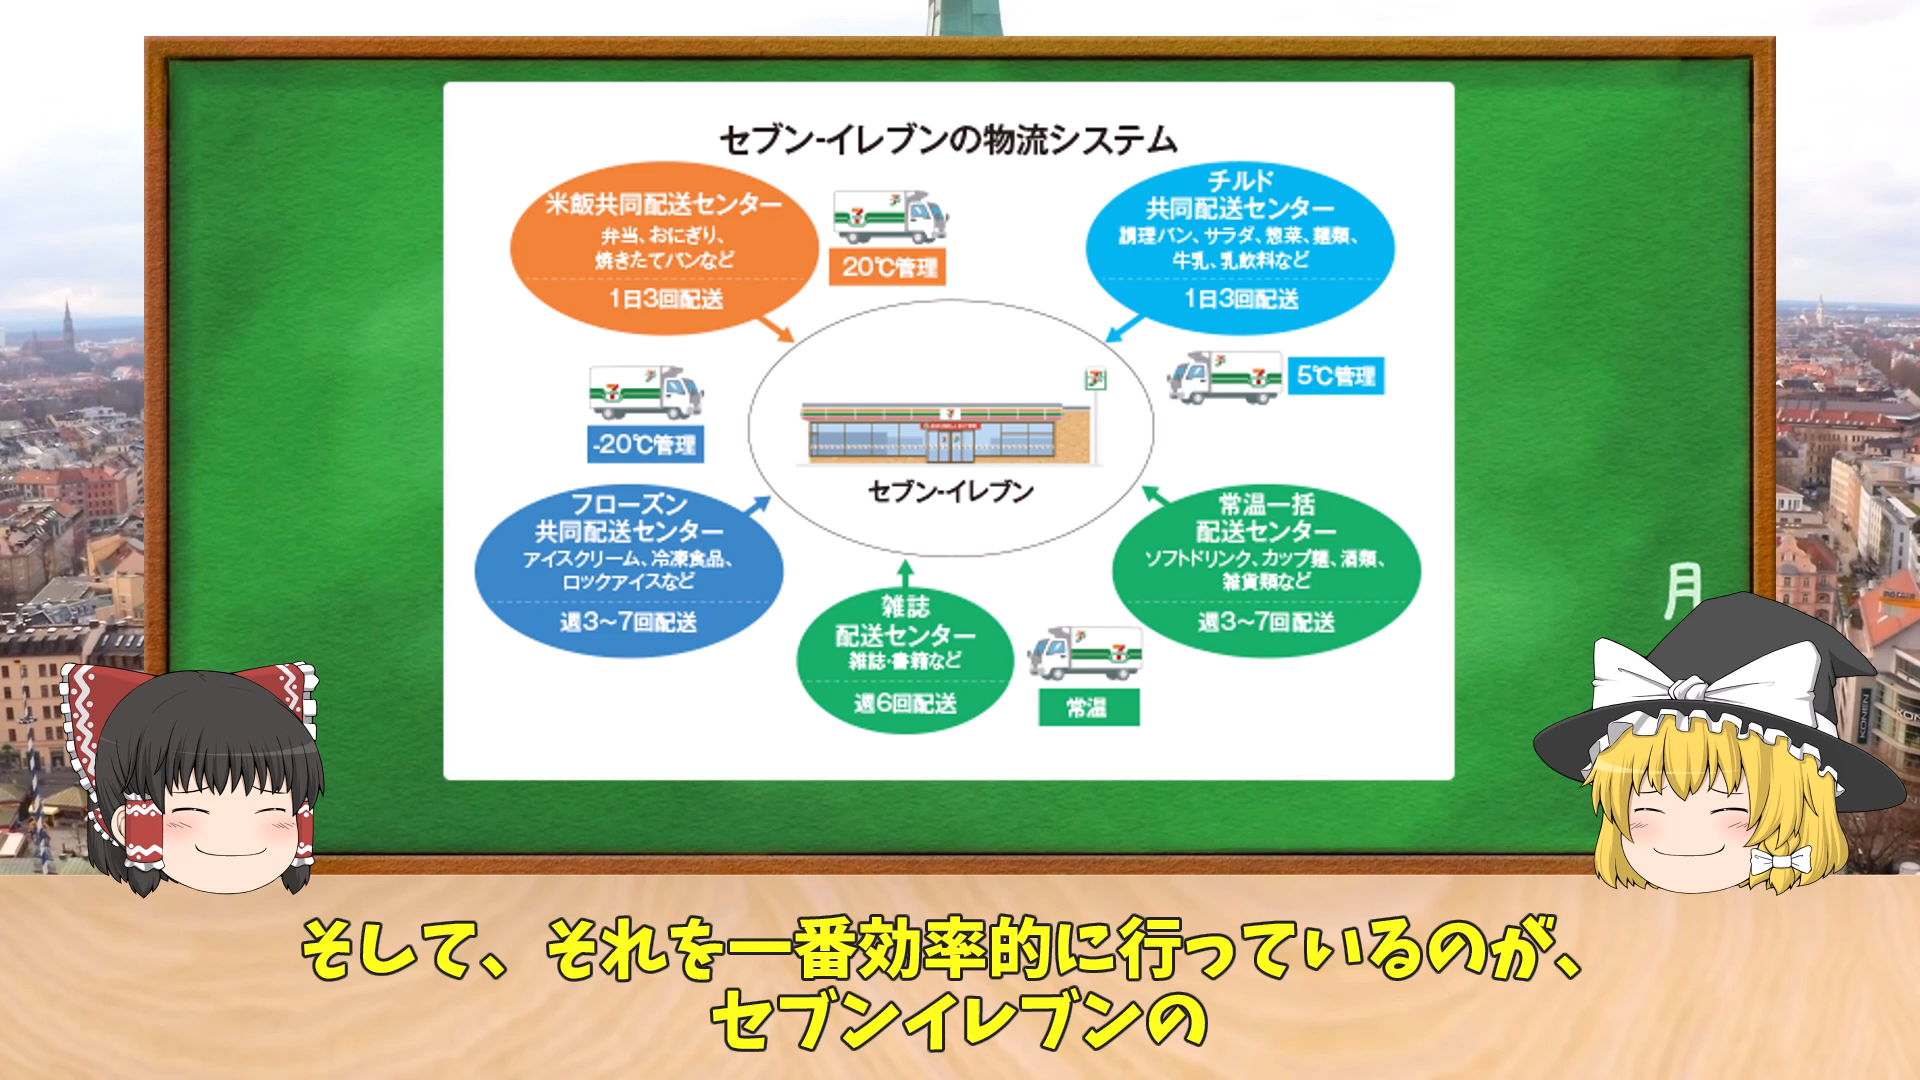 セブン-イレブンの物流システム
米飯共同配送センター
弁当、おにぎり、
焼きたてパンなど
1日3回配送
20℃管理
チルド
共同配送センター
調理パン、サラダ、惣菜、麺類、
牛乳、乳飲料など
1日3回配送
5℃管理
-20℃管理
フローズン
共同配送センター
アイスクリーム、冷凍食品、
ロックアイスなど
週3〜7回配送
セブン-イレブン
常温一括
配送センター
ソフトドリンク、カップ麺、酒類、
雑貨類など
週3〜7回配送
雑誌
配送センター
雑誌・書籍など
週6回配送
常温
月
KONEN
そして、それを一番効率的に行っているのが、
セブンイレブンの